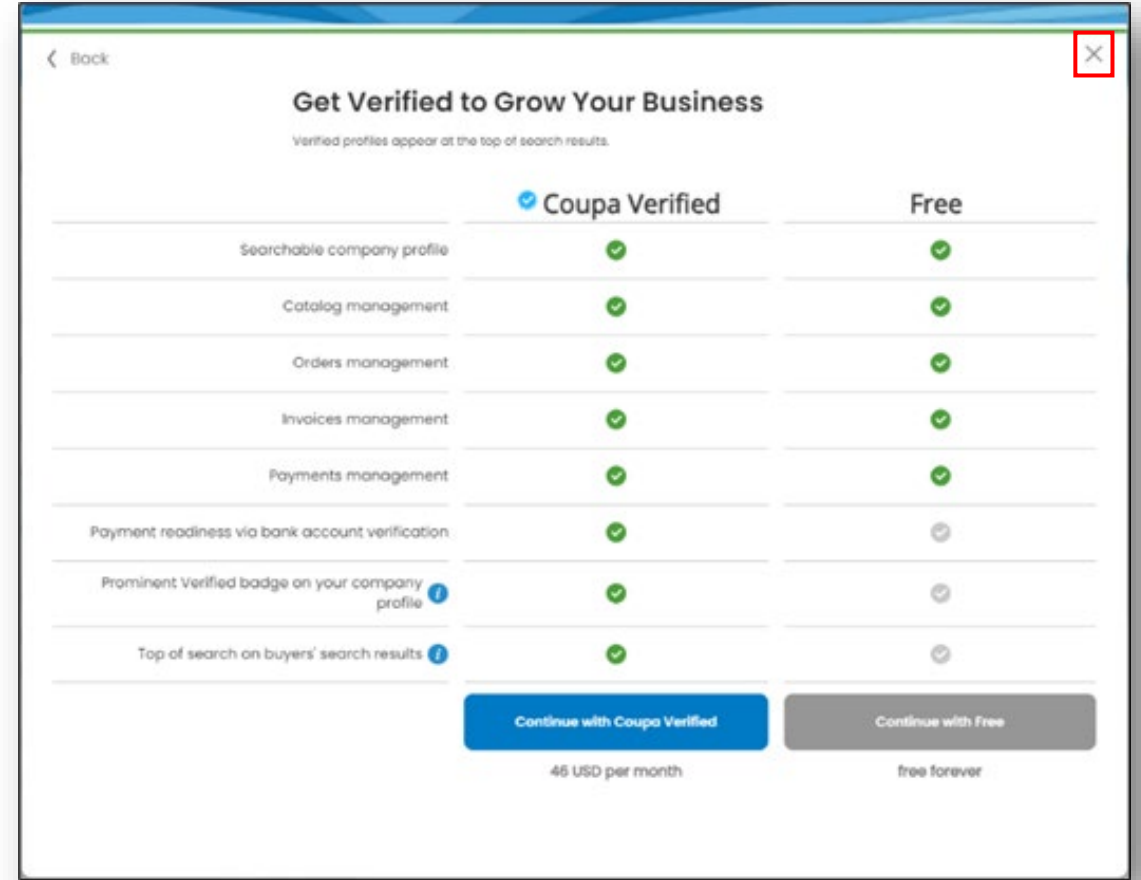 Back
Get Verified to Grow Your Business
Verified profiles appear at the top of search results.
Coupa Verified Free
Searchable company profile
Catalog management
Orders management
Invoices management
Payments management
Payment readiness via bank account verification
Prominent Verified badge on your company
profile
Top of search on buyers' search results
Continue with Coupa Verified Continue with Free
46 USD per month free forever